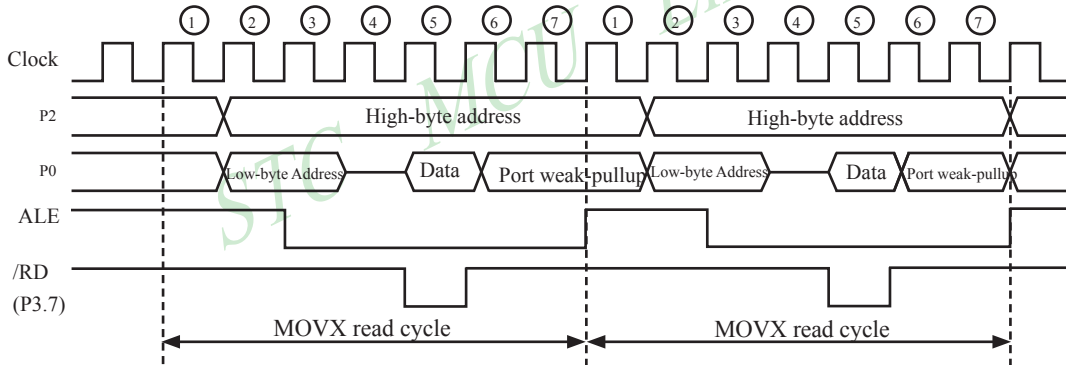 ① ② ③ ④ ⑤ ⑥ ⑦ ① ② ③ ④ ⑤ ⑥ ⑦
Clock
P2 High-byte address High-byte address
P0 Low-byte Address Data Port weak-pullup Low-byte Address Data Port weak-pullup
ALE
/RD
(P3.7)
MOVX read cycle MOVX read cycle
STC MCU